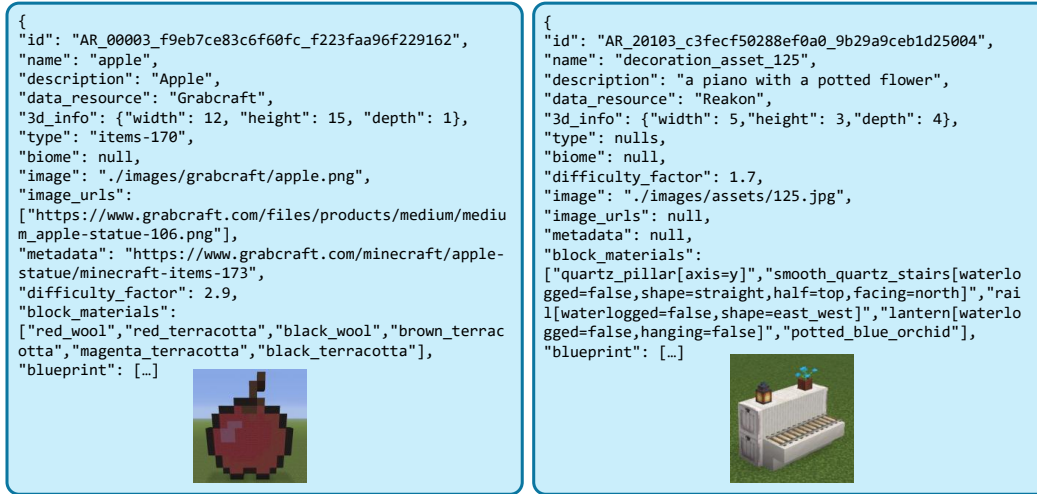 {
"id": "AR_00003_f9eb7ce83c6f60fc_f223faa96f229162",
"name": "apple",
"description": "Apple",
"data_resource": "Grabcraft",
"3d_info": {"width": 12, "height": 15, "depth": 1},
"type": "items-170",
"biome": null,
"image": "./images/grabcraft/apple.png",
"image_urls":
["https://www.grabcraft.com/files/products/medium/mediu
m_apple-statue-106.png"],
"metadata": "https://www.grabcraft.com/minecraft/apple-
statue/minecraft-items-173",
"difficulty_factor": 2.9,
"block_materials":
["red_wool","red_terracotta","black_wool","brown_terrac
otta","magenta_terracotta","black_terracotta"],
"blueprint": […]
{
"id": "AR_20103_c3fecf50288ef0a0_9b29a9ceb1d25004",
"name": "decoration_asset_125",
"description": "a piano with a potted flower",
"data_resource": "Reakon",
"3d_info": {"width": 5,"height": 3,"depth": 4},
"type": nulls,
"biome": null,
"difficulty_factor": 1.7,
"image": "./images/assets/125.jpg",
"image_urls": null,
"metadata": null,
"block_materials":
["quartz_pillar[axis=y]","smooth_quartz_stairs[waterlo
gged=false,shape=straight,half=top,facing=north]","rai
l[waterlogged=false,shape=east_west]","lantern[waterlo
gged=false,hanging=false]","potted_blue_orchid"],
"blueprint": […]